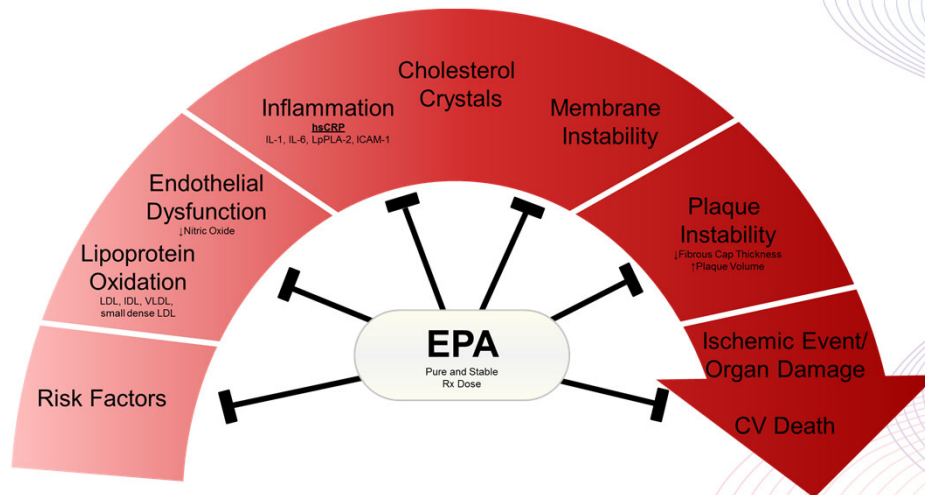 Risk Factors
Lipoprotein
Oxidation
LDL, IDL, VLDL,
small dense LDL
Endothelial
Dysfunction
↓Nitric Oxide
Inflammation
hsCRP
IL-1, IL-6, LpPLA-2, ICAM-1
Cholesterol
Crystals
Membrane
Instability
Plaque
Instability
↓Fibrous Cap Thickness
↑Plaque Volume
Ischemic Event/
Organ Damage
CV Death
EPA
Pure and Stable
Rx Dose